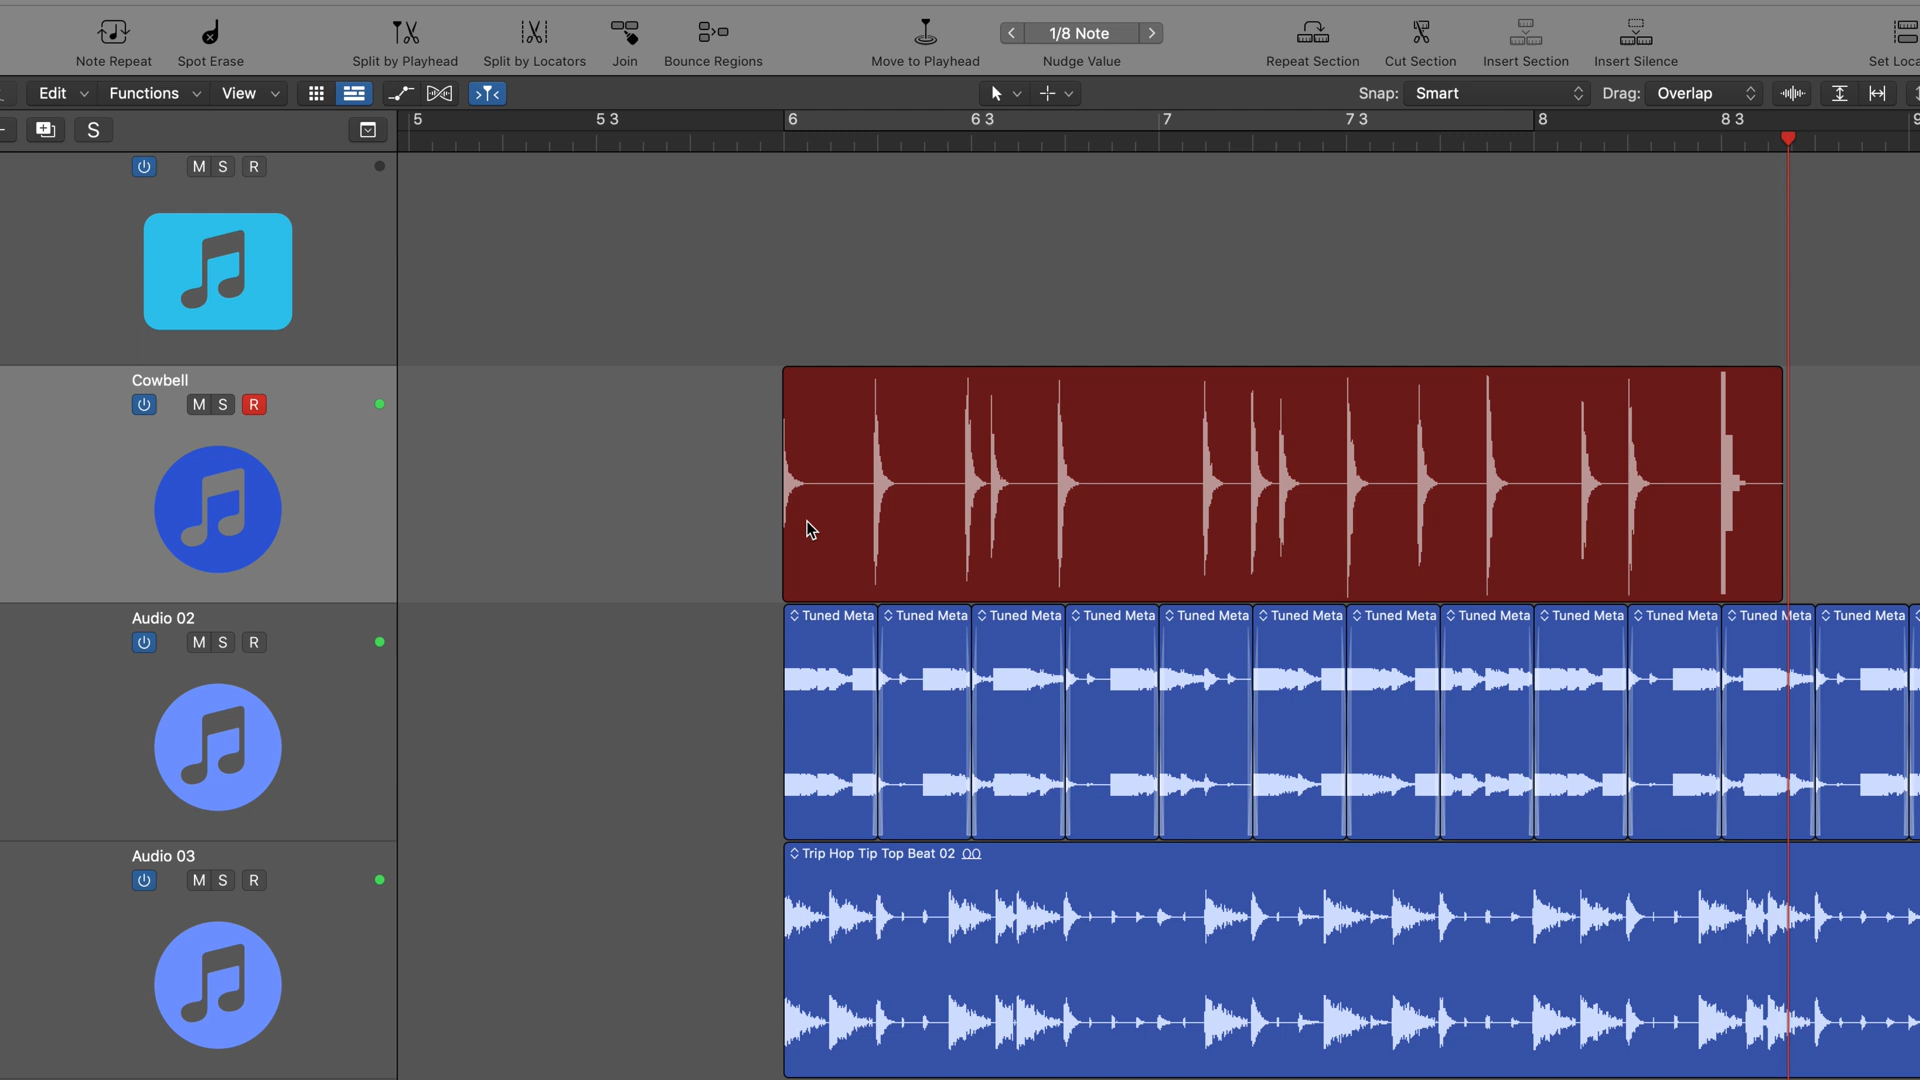 Note Repeat Spot Erase Split by Playhead Split by Locators Join Bounce Regions Move to Playhead 1/8 Note Nudge Value Repeat Section Cut Section Insert Section Insert Silence Set Loca
Edit Functions View Snap: Smart Drag: Overlap
S 5 5 3 6 6 3 7 7 3 8 8 3 9
M S R
Cowbell
M S R
Audio 02 Tuned Meta Tuned Meta Tuned Meta Tuned Meta Tuned Meta Tuned Meta Tuned Meta Tuned Meta Tuned Meta Tuned Meta Tuned Meta Tuned Meta
M S R
Audio 03 Trip Hop Tip Top Beat 02
M S R